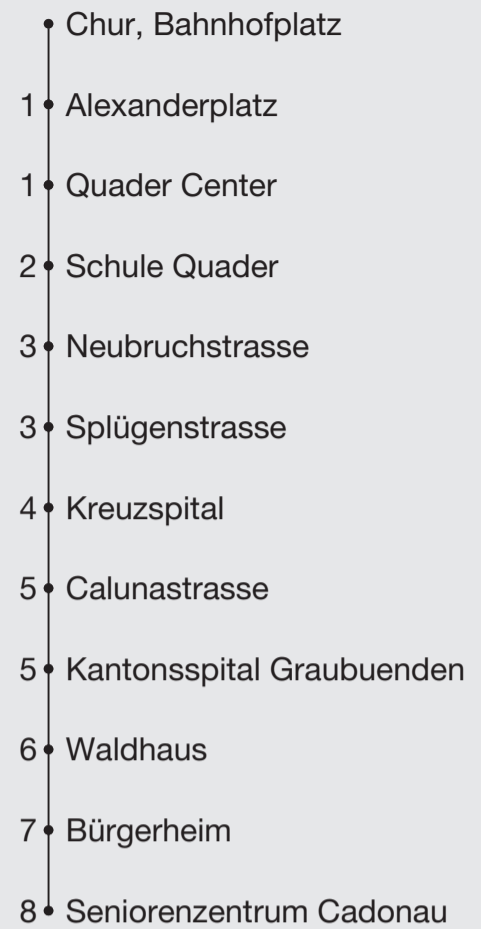 Chur, Bahnhofplatz
1 Alexanderplatz
1 Quader Center
2 Schule Quader
3 Neubruchstrasse
3 Splügenstrasse
4 Kreuzspital
5 Calunastrasse
5 Kantonsspital Graubuenden
6 Waldhaus
7 Bürgerheim
8 Seniorenzentrum Cadonau